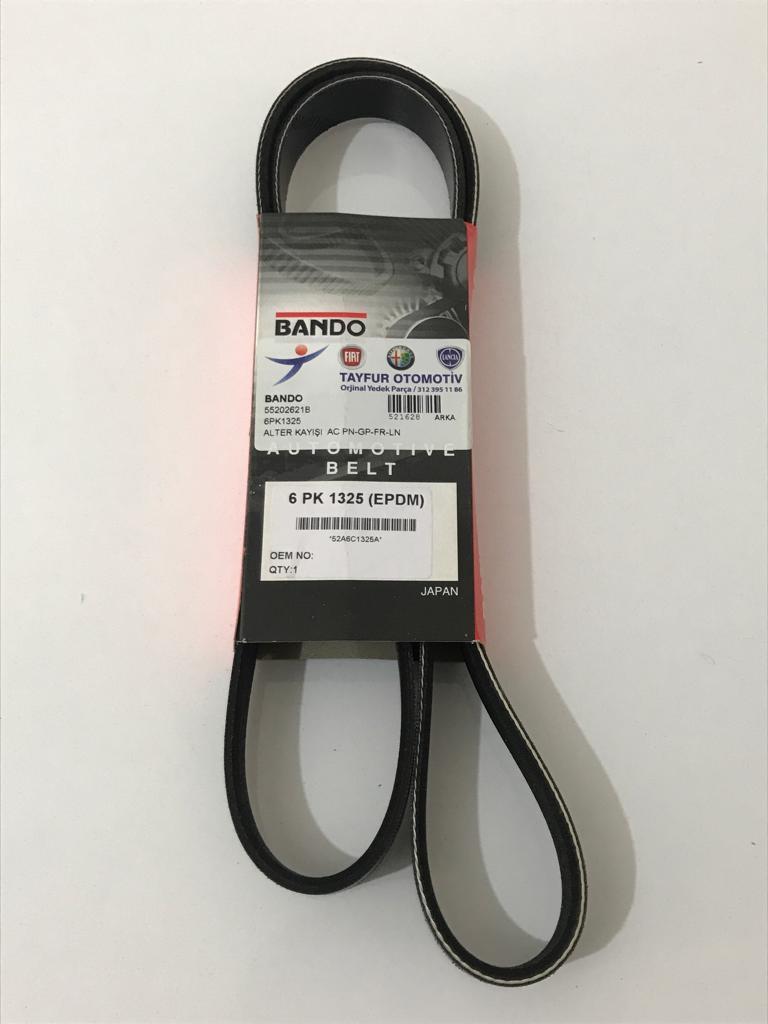 BANDO
FIAT
LANCIA
TAYFUR OTOMOTİV
Orjinal Yedek Parça / 312 395 11 86
BANDO
55202621B
6PK1325
521628 ARKA
ALTER KAYIŞI AC PN-GP-FR-LN
AUTOMOTIVE
BELT
6 PK 1325 (EPDM)
*52A6C1325A*
OEM NO:
QTY:1
JAPAN